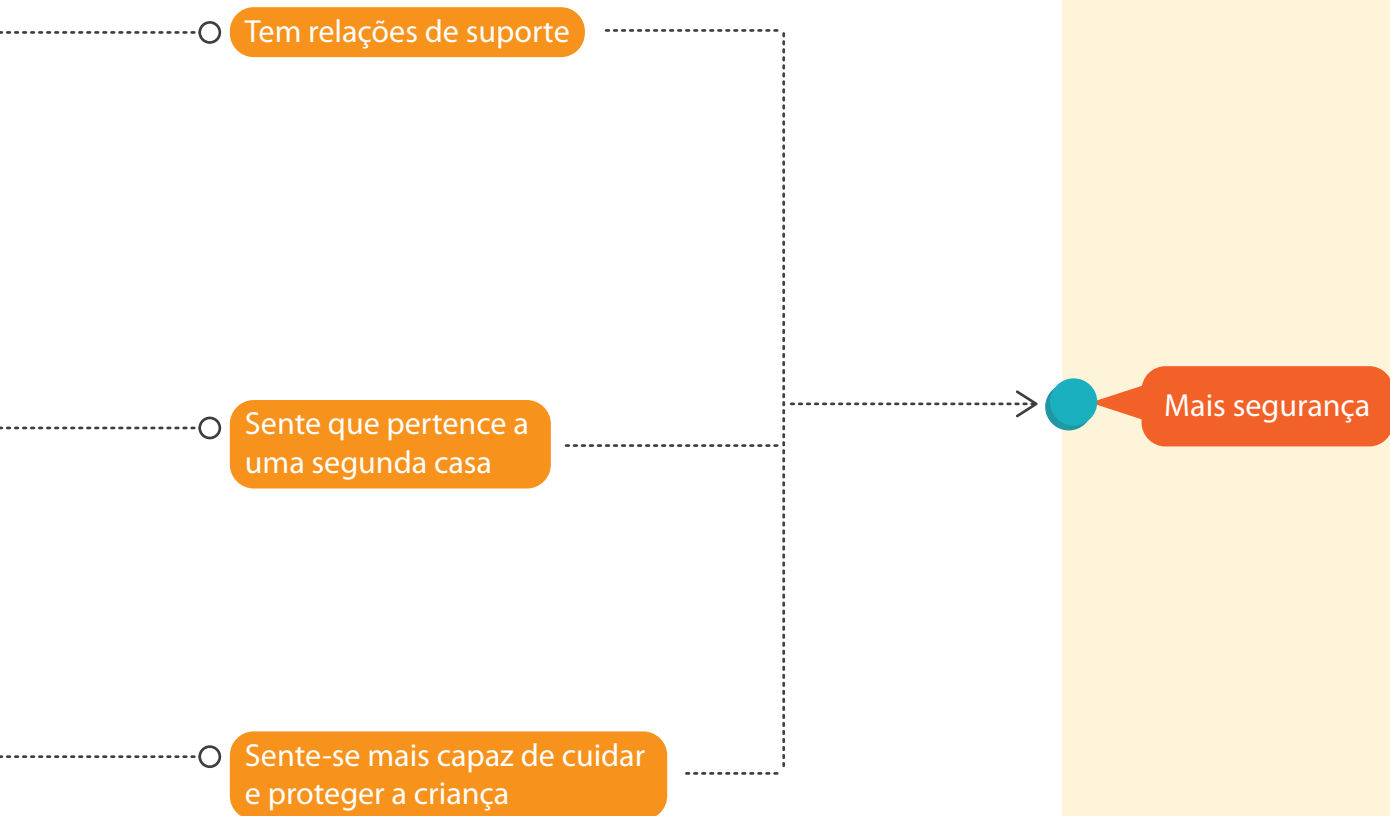 Tem relações de suporte
Sente que pertence a
uma segunda casa
Mais segurança
Sente-se mais capaz de cuidar
e proteger a criança